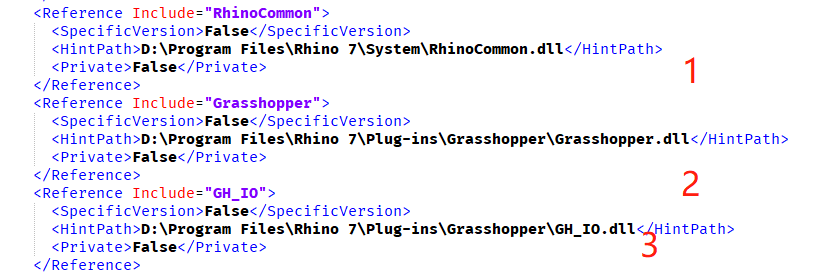 <Reference Include="RhinoCommon">
<SpecificVersion>False</SpecificVersion>
<HintPath>D:\Program Files\Rhino 7\System\RhinoCommon.dll</HintPath>
<Private>False</Private>
1
</Reference>
<Reference Include="Grasshopper">
<SpecificVersion>False</SpecificVersion>
<HintPath>D:\Program Files\Rhino 7\Plug-ins\Grasshopper\Grasshopper.dll</HintPath>
<Private>False</Private>
</Reference>
2
<Reference Include="GH_IO">
<SpecificVersion>False</SpecificVersion>
<HintPath>D:\Program Files\Rhino 7\Plug-ins\Grasshopper\GH_IO.dll</HintPath>
3
<Private>False</Private>
</Reference>